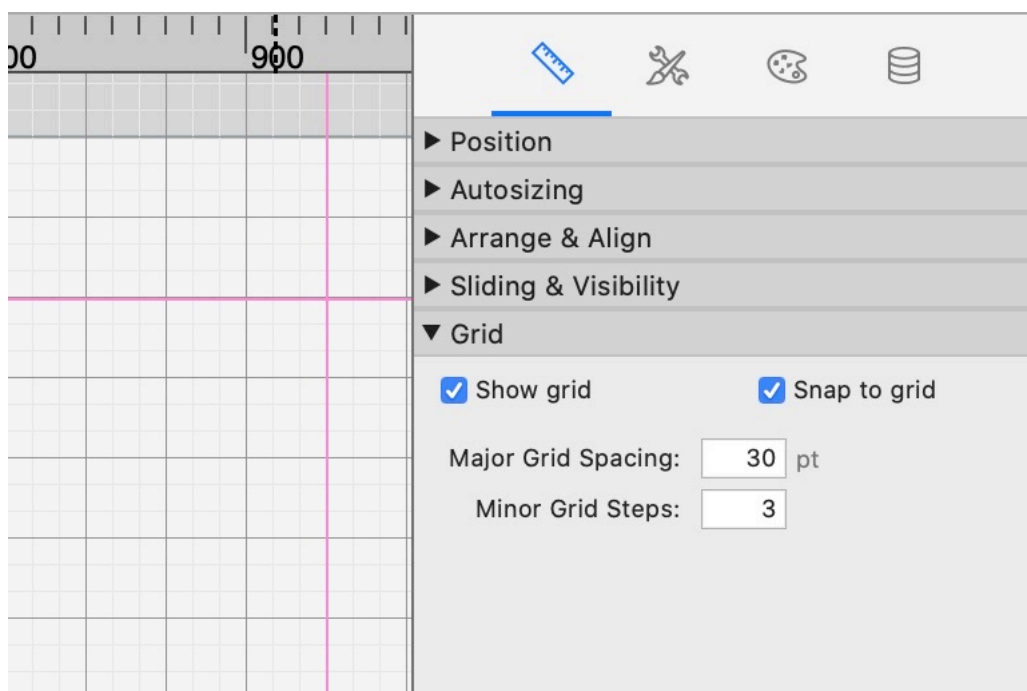 00
900
Position
Autosizing
Arrange & Align
Sliding & Visibility
Grid
Show grid
Snap to grid
Major Grid Spacing: 30 pt
Minor Grid Steps: 3